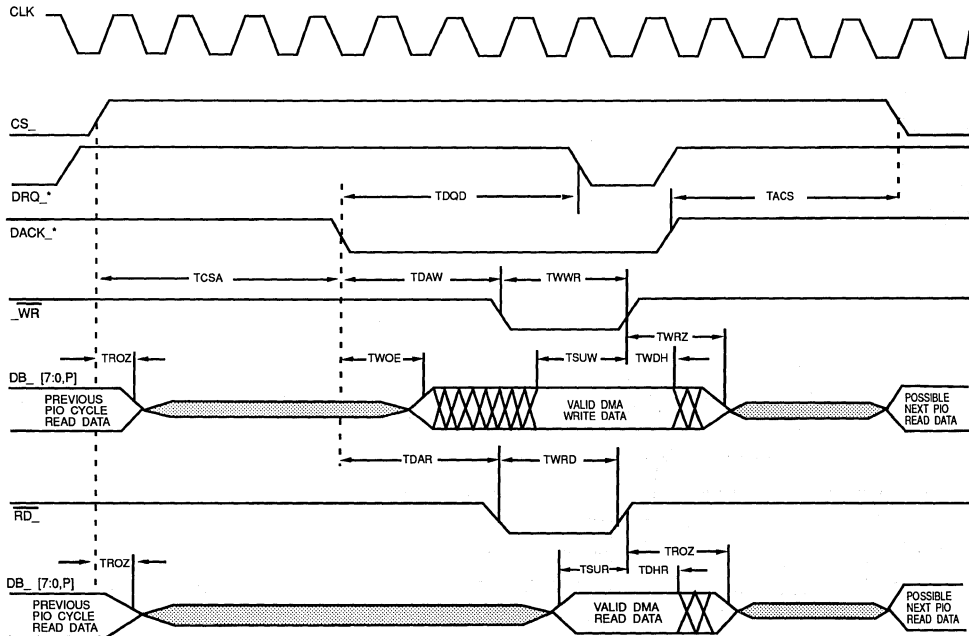 CLK
CS_
DRQ_*
TDQD
TACS
DACK_*
TCSA
TDAW
TWWR
_WR
TROZ
TWOE
TSUW
TWDH
TWRZ
DB_ [7:0,P]
PREVIOUS
PIO CYCLE
READ DATA
VALID DMA
WRITE DATA
POSSIBLE
NEXT PIO
READ DATA
TDAR
TWRD
RD_
TROZ
TSUR
TDHR
TROZ
DB_ [7:0,P]
PREVIOUS
PIO CYCLE
READ DATA
VALID DMA
READ DATA
POSSIBLE
NEXT PIO
READ DATA